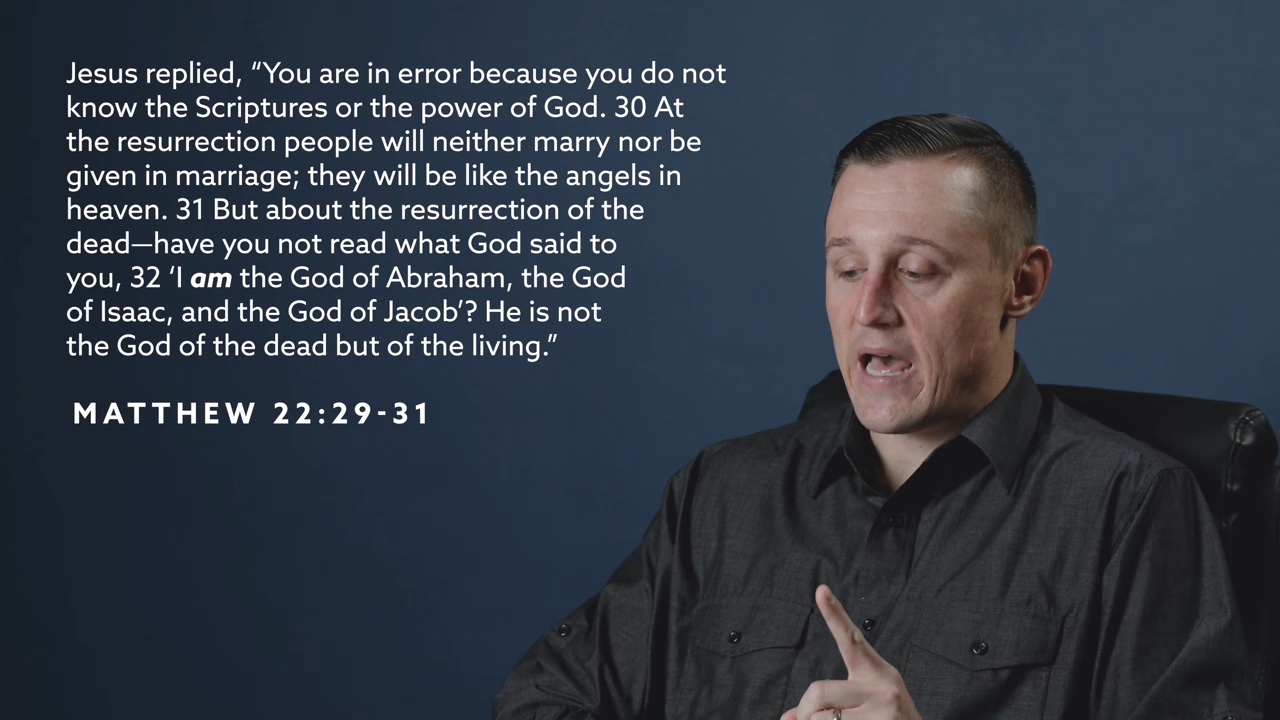 Jesus replied, “You are in error because you do not
know the Scriptures or the power of God. 30 At
the resurrection people will neither marry nor be
given in marriage; they will be like the angels in
heaven. 31 But about the resurrection of the
dead—have you not read what God said to
you, 32 ‘I am the God of Abraham, the God
of Isaac, and the God of Jacob’? He is not
the God of the dead but of the living.”
MATTHEW 22:29-31